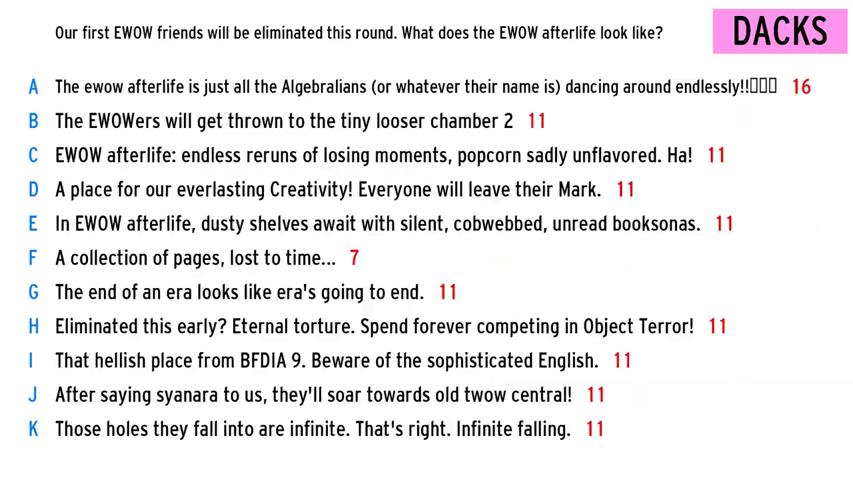 Our first EWOW friends will be eliminated this round. What does the EWOW afterlife look like?
DACKS
A The ewow afterlife is just all the Algebralians (or whatever their name is) dancing around endlessly!!▯▯▯ 16
B The EWOWers will get thrown to the tiny looser chamber 2 11
C EWOW afterlife: endless reruns of losing moments, popcorn sadly unflavored. Ha! 11
D A place for our everlasting Creativity! Everyone will leave their Mark. 11
E In EWOW afterlife, dusty shelves await with silent, cobwebbed, unread booksonas. 11
F A collection of pages, lost to time... 7
G The end of an era looks like era's going to end. 11
H Eliminated this early? Eternal torture. Spend forever competing in Object Terror! 11
I That hellish place from BFDIA 9. Beware of the sophisticated English. 11
J After saying syanara to us, they'll soar towards old twow central! 11
K Those holes they fall into are infinite. That's right. Infinite falling. 11